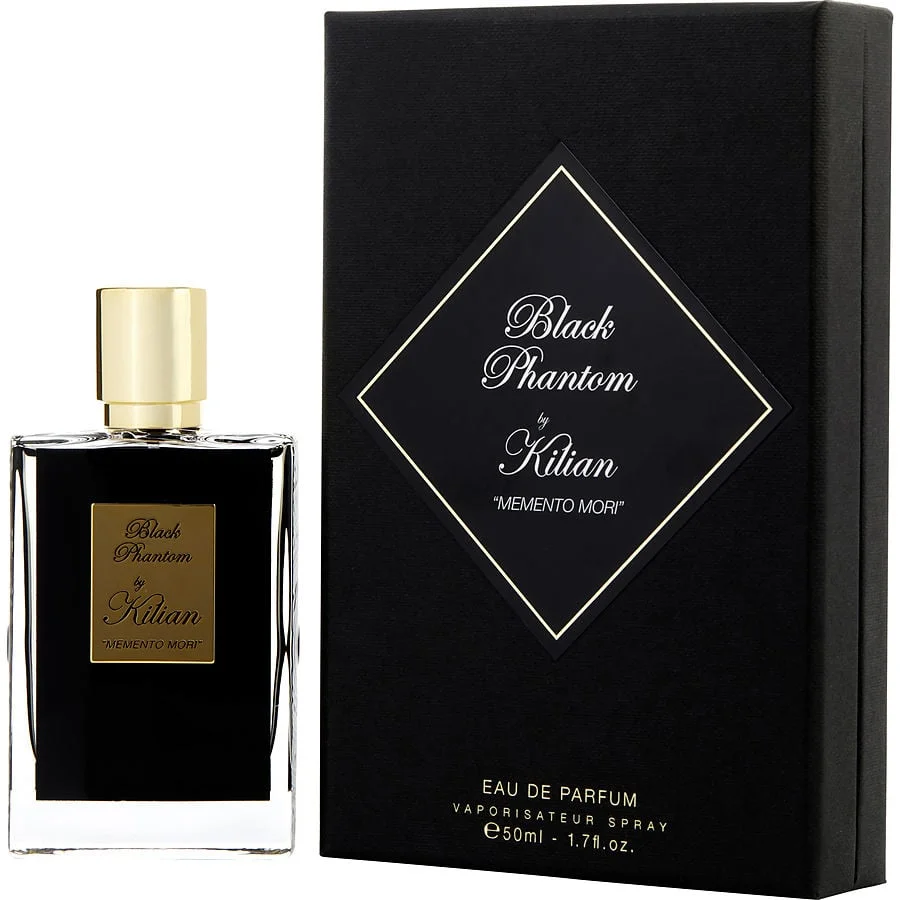 Black
Phantom
by
Kilian
"MEMENTO MORI"
Black
Phantom
by
Kilian
"MEMENTO MORI"
EAU DE PARFUM
VAPORISATEUR SPRAY
℮50ml - 1.7fl.oz.